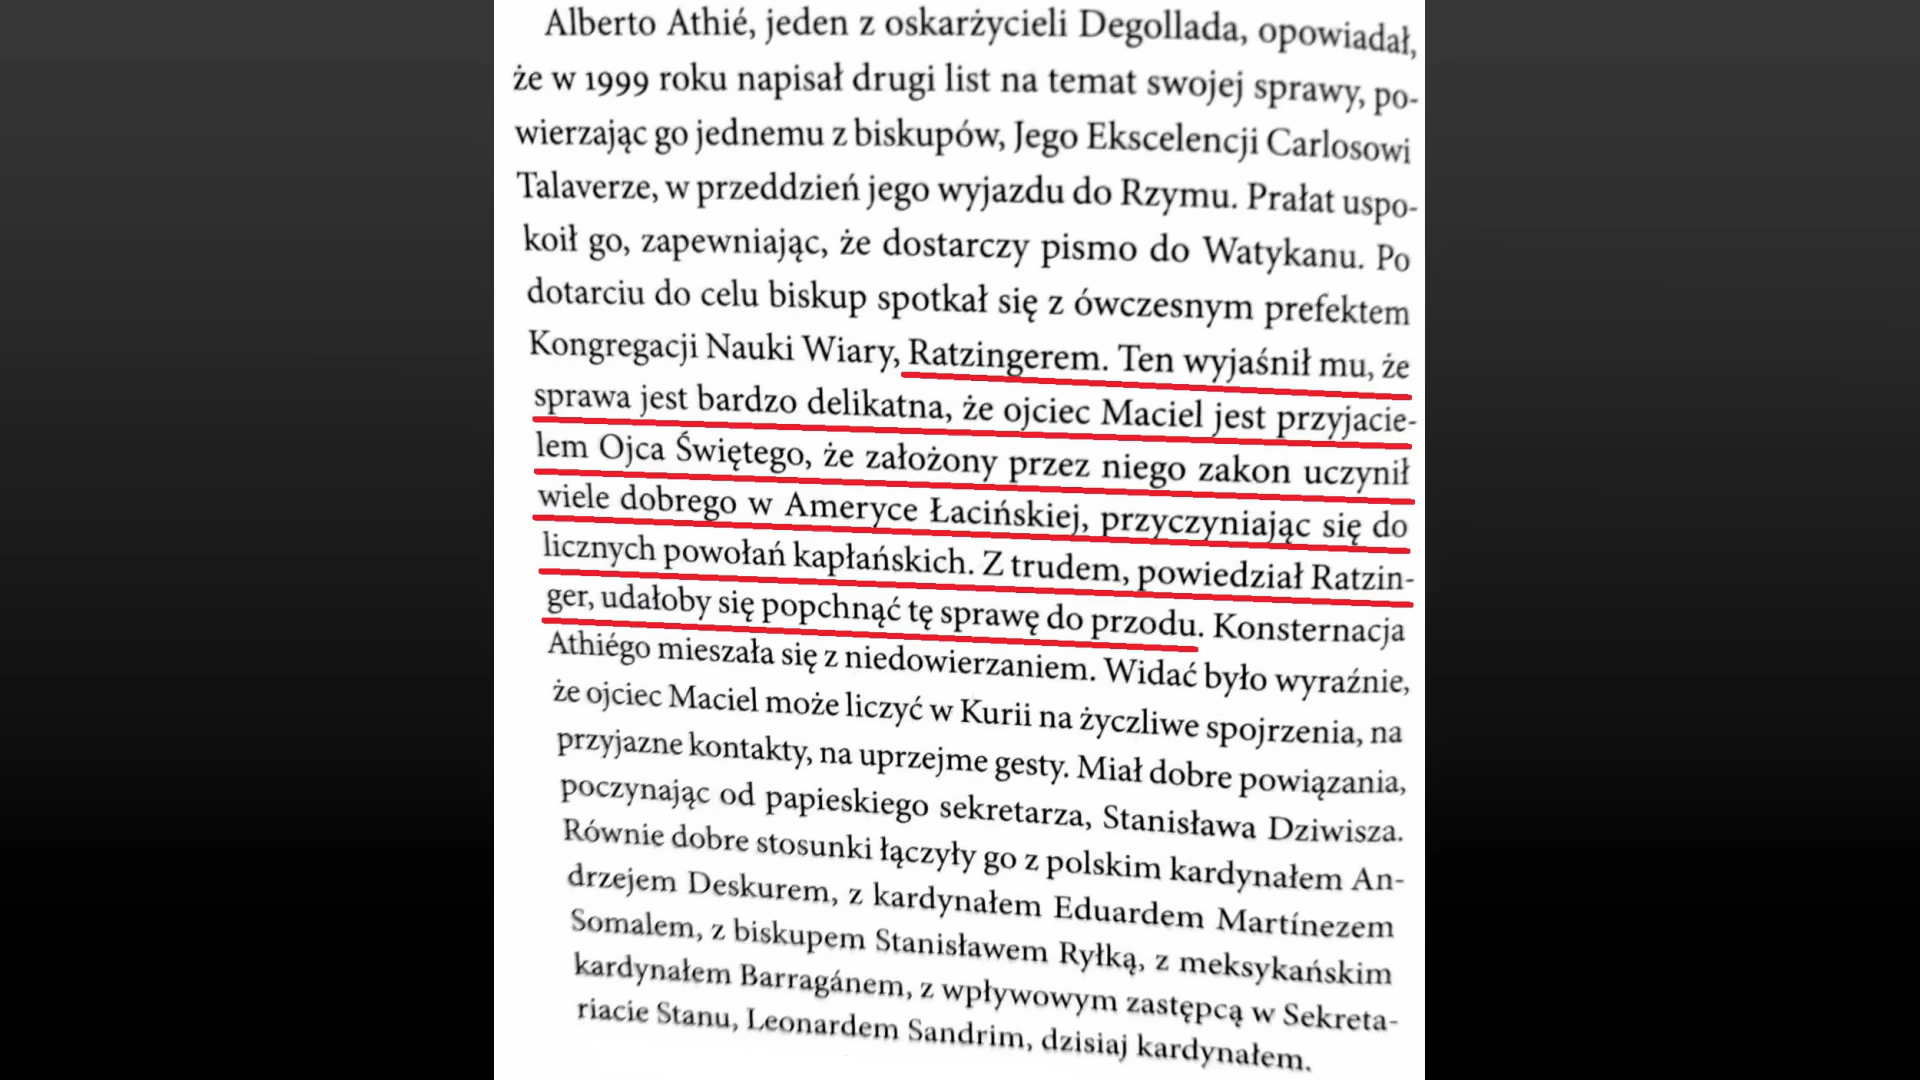 Alberto Athié, jeden z oskarżycieli Degollada, opowiadał,
że w 1999 roku napisał drugi list na temat swojej sprawy, po-
wierzając go jednemu z biskupów, Jego Ekscelencji Carlosowi
Talaverze, w przeddzień jego wyjazdu do Rzymu. Prałat uspo-
koił go, zapewniając, że dostarczy pismo do Watykanu. Po
dotarciu do celu biskup spotkał się z ówczesnym prefektem
Kongregacji Nauki Wiary, Ratzingerem. Ten wyjaśnił mu, że
sprawa jest bardzo delikatna, że ojciec Maciel jest przyjacie-
lem Ojca Świętego, że założony przez niego zakon uczynił
wiele dobrego w Ameryce Łacińskiej, przyczyniając się do
licznych powołań kapłańskich. Z trudem, powiedział Ratzin-
ger, udałoby się popchnąć tę sprawę do przodu. Konsternacja
Athiégo mieszała się z niedowierzaniem. Widać było wyraźnie,
że ojciec Maciel może liczyć w Kurii na życzliwe spojrzenia, na
przyjazne kontakty, na uprzejme gesty. Miał dobre powiązania,
poczynając od papieskiego sekretarza, Stanisława Dziwisza.
Równie dobre stosunki łączyły go z polskim kardynałem An-
drzejem Deskurem, z kardynałem Eduardem Martínezem
Somalem, z biskupem Stanisławem Ryłką, z meksykańskim
kardynałem Barragánem, z wpływowym zastępcą w Sekreta-
riacie Stanu, Leonardem Sandrim, dzisiaj kardynałem.